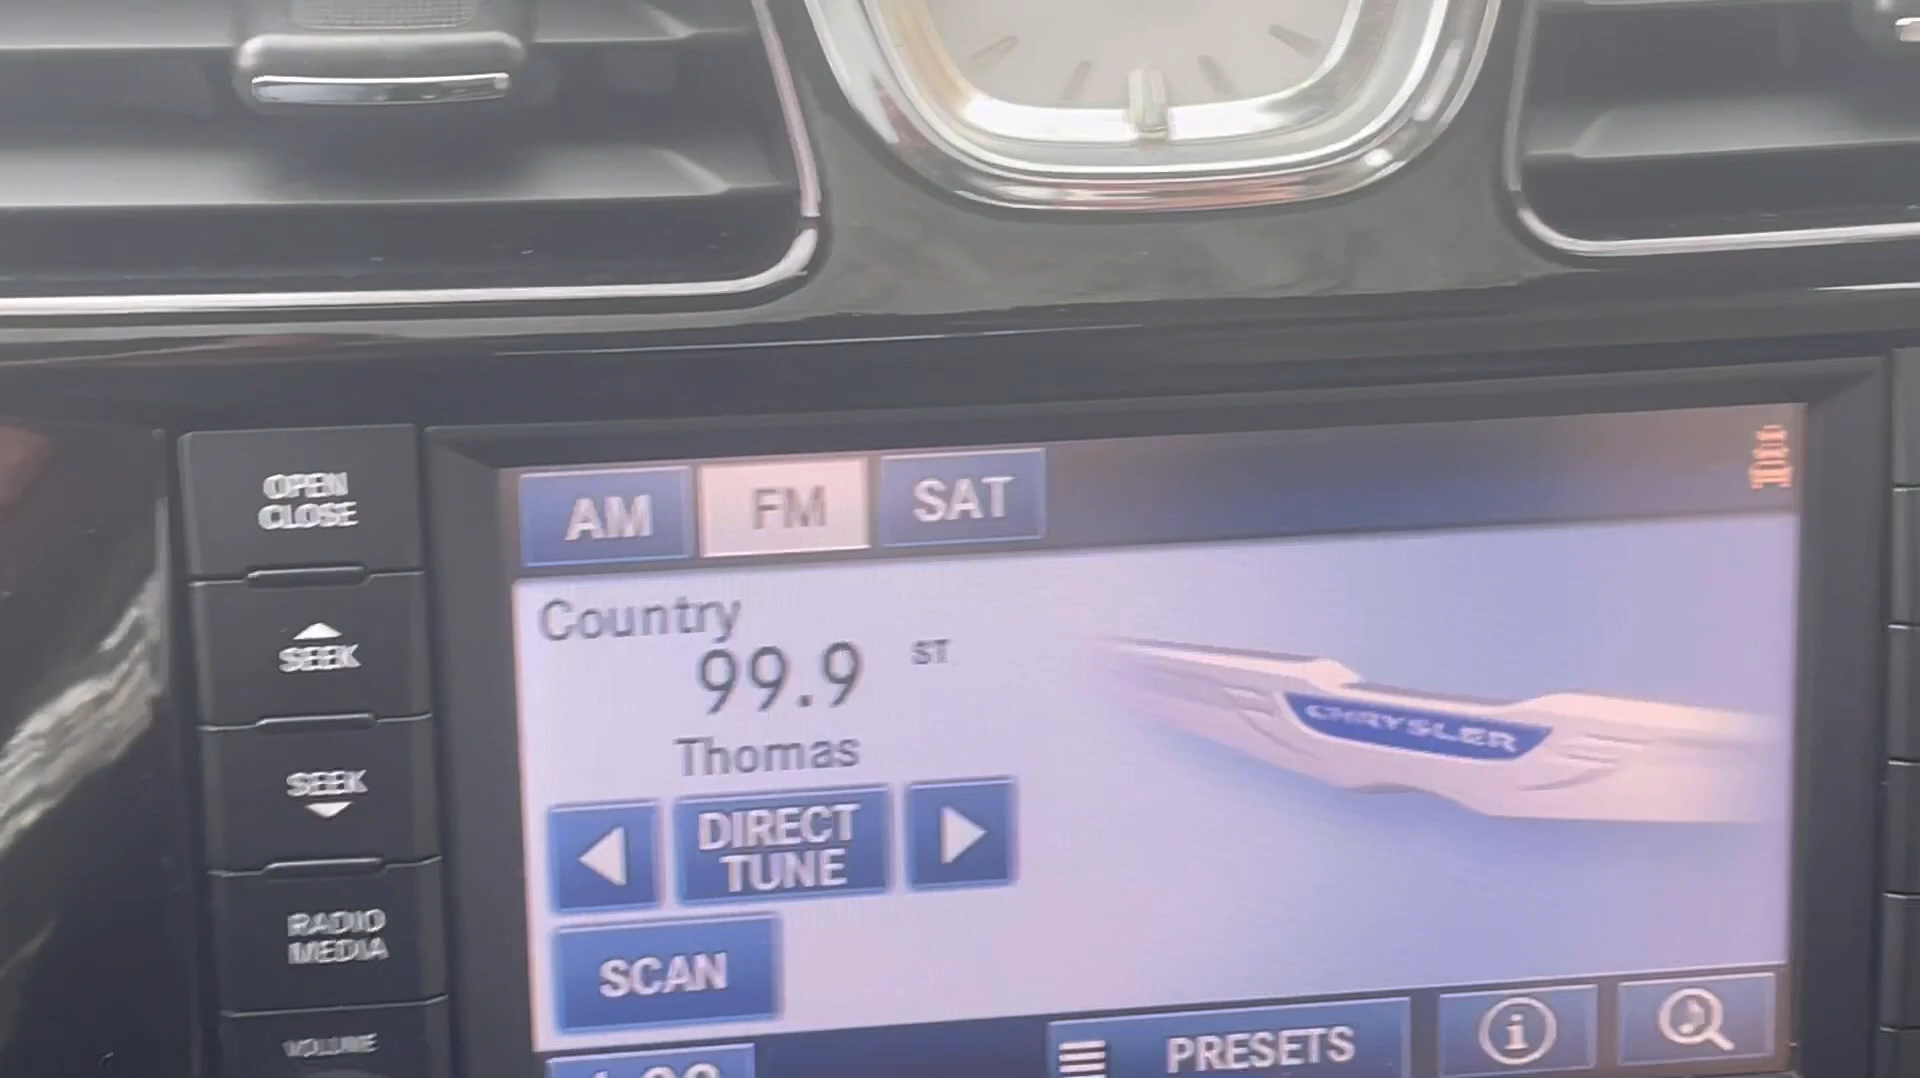 OPEN
CLOSE
SEEK
SEEK
RADIO
MEDIA
VOLUME
AM
FM
SAT
Country
99.9 ST
Thomas
DIRECT
TUNE
SCAN
CHRYSLER
PRESETS
i